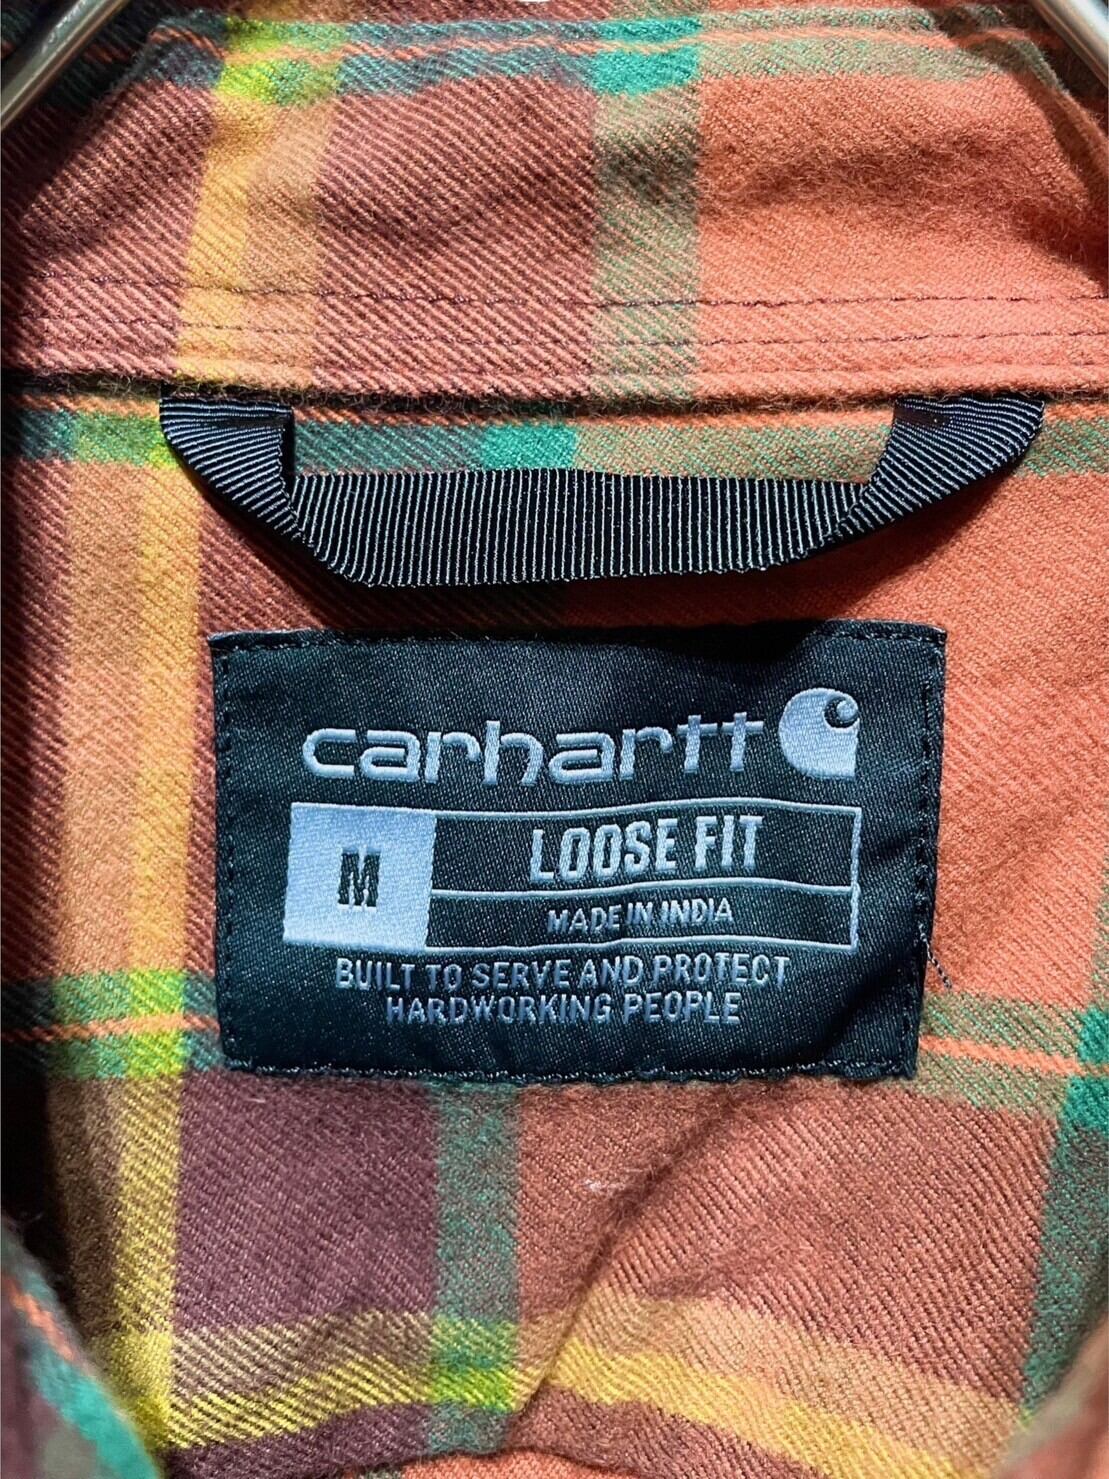 carhartt
M
LOOSE FIT
MADE IN INDIA
BUILT TO SERVE AND PROTECT
HARDWORKING PEOPLE